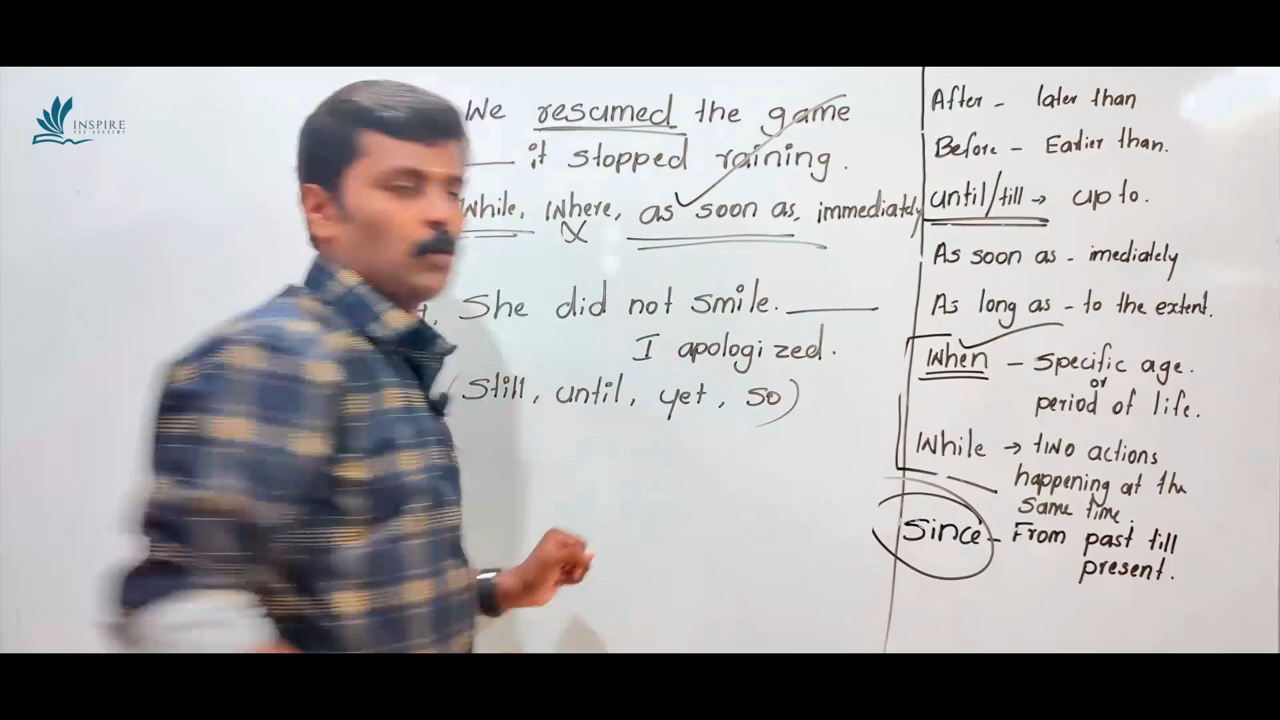 INSPIRE
We resumed the game
___ it stopped raining.
While, Where, as soon as, immediately
She did not smile. ______
I apologized.
(Still, until, yet, so)
After - later than
Before - Earlier than.
until/till → up to.
As soon as - imediately
As long as - to the extent.
When - Specific age.
or
period of life.
While → two actions
happening at the
same time.
Since - From past till
present.